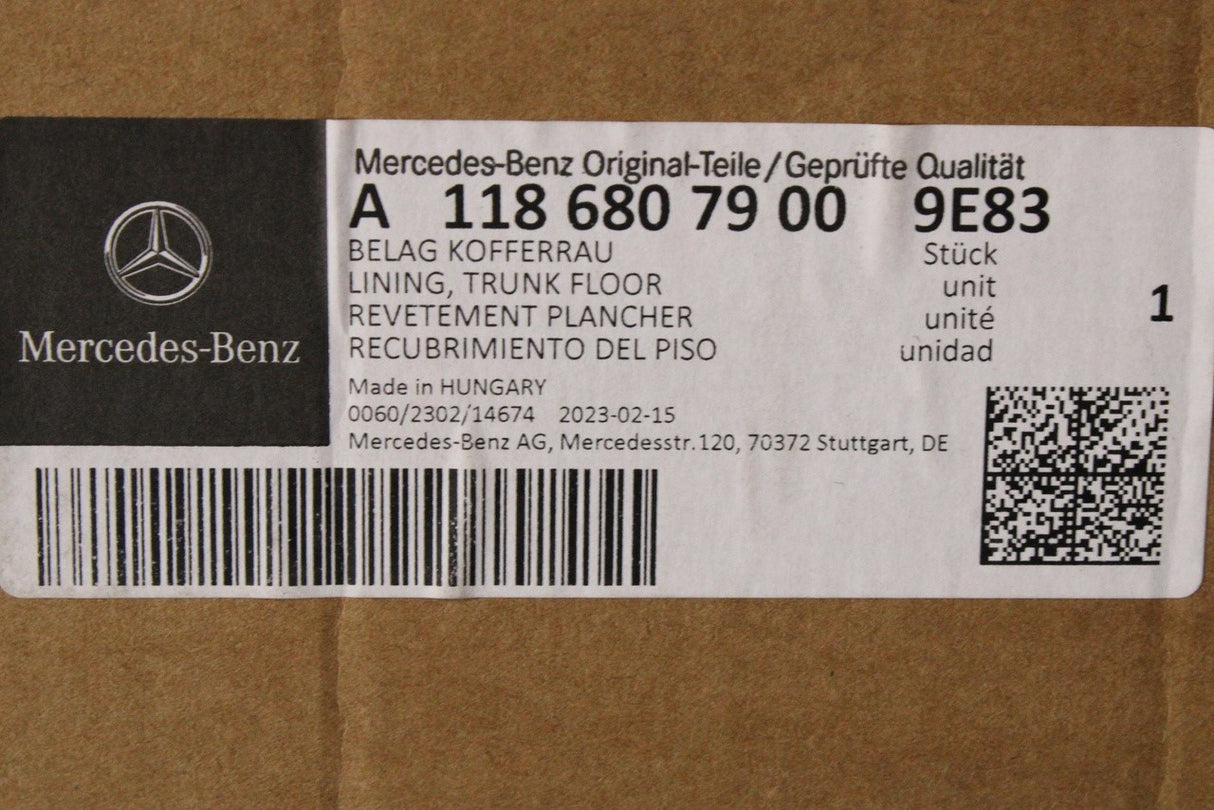 Mercedes-Benz
Mercedes-Benz Original-Teile/Geprüfte Qualität
A 118 680 79 00 9E83
BELAG KOFFERRAU Stück
LINING, TRUNK FLOOR unit
REVETEMENT PLANCHER unité
RECUBRIMIENTO DEL PISO unidad
1
Made in HUNGARY
0060/2302/14674 2023-02-15
Mercedes-Benz AG, Mercedesstr.120, 70372 Stuttgart, DE